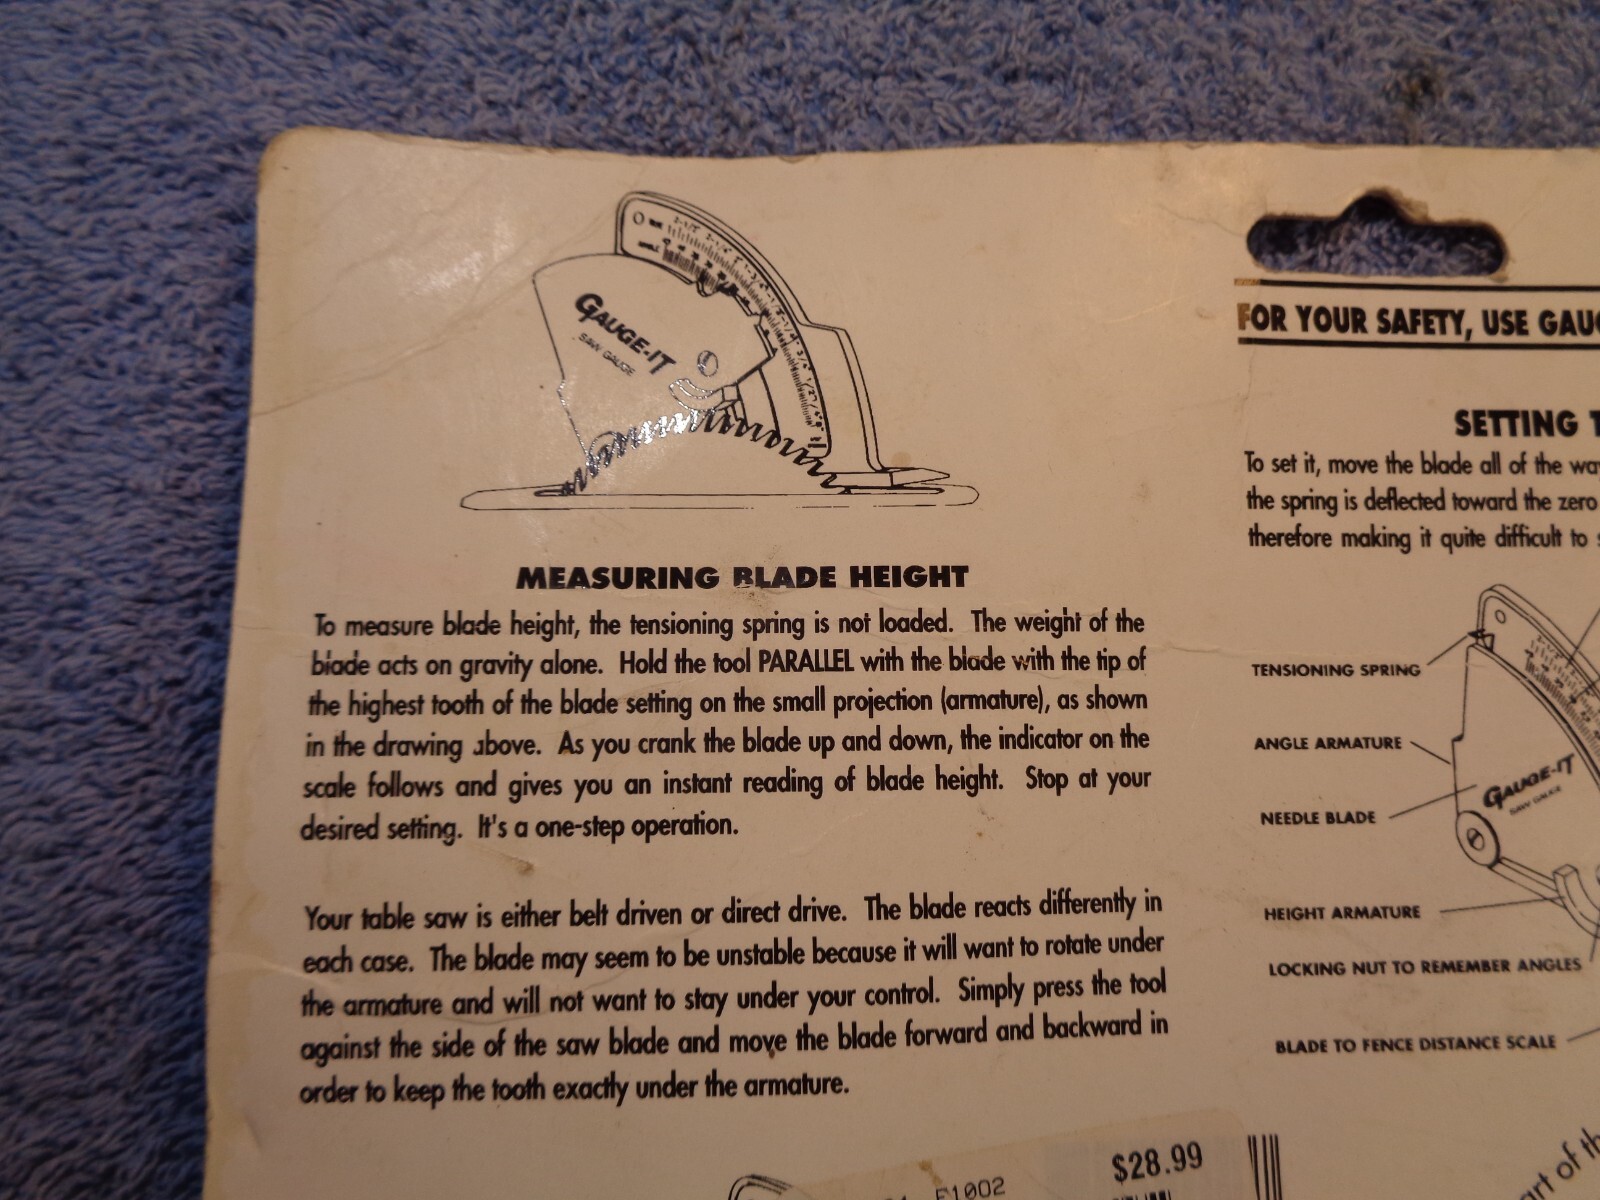 GAUGE-IT
SAW GAUGE
MEASURING BLADE HEIGHT
To measure blade height, the tensioning spring is not loaded. The weight of the
blade acts on gravity alone. Hold the tool PARALLEL with the blade with the tip of
the highest tooth of the blade setting on the small projection (armature), as shown
in the drawing above. As you crank the blade up and down, the indicator on the
scale follows and gives you an instant reading of blade height. Stop at your
desired setting. It's a one-step operation.
Your table saw is either belt driven or direct drive. The blade reacts differently in
each case. The blade may seem to be unstable because it will want to rotate under
the armature and will not want to stay under your control. Simply press the tool
against the side of the saw blade and move the blade forward and backward in
order to keep the tooth exactly under the armature.
$28.99
F1002
FOR YOUR SAFETY, USE
SETTING
To set it, move the blade all of the
the spring is deflected toward the zero
therefore making it quite difficult to
TENSIONING SPRING
ANGLE ARMATURE
GAUGE-IT
SAW GAUGE
NEEDLE BLADE
HEIGHT ARMATURE
LOCKING NUT TO REMEMBER ANGLES
BLADE TO FENCE DISTANCE SCALE
of